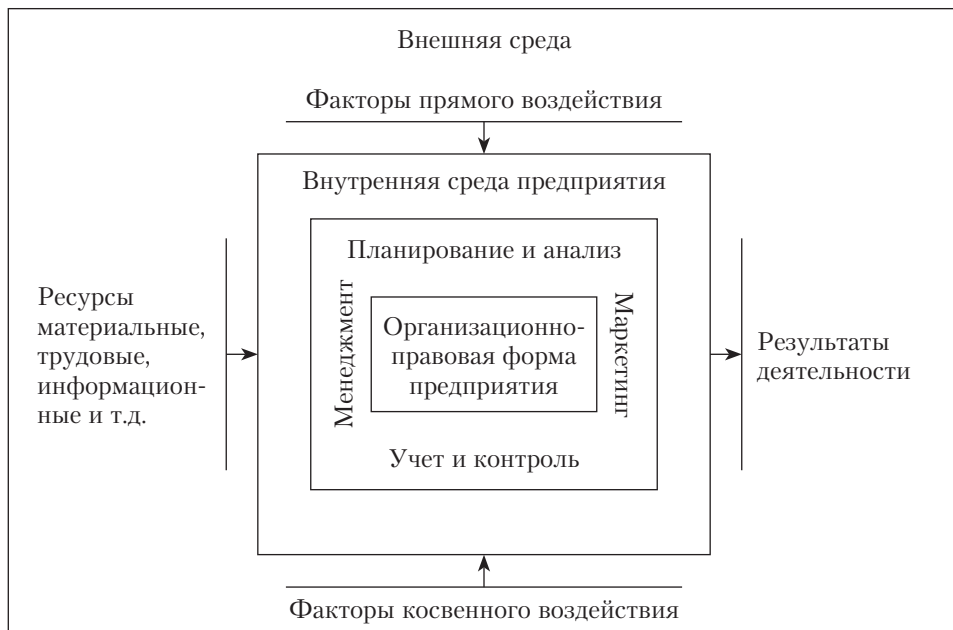 Внешняя среда
Факторы прямого воздействия
Внутренняя среда предприятия
Планирование и анализ
Ресурсы
материальные,
трудовые,
информацион-
ные и т.д.
Менеджмент
Организационно-
правовая форма
предприятия
Маркетинг
Результаты
деятельности
Учет и контроль
Факторы косвенного воздействия